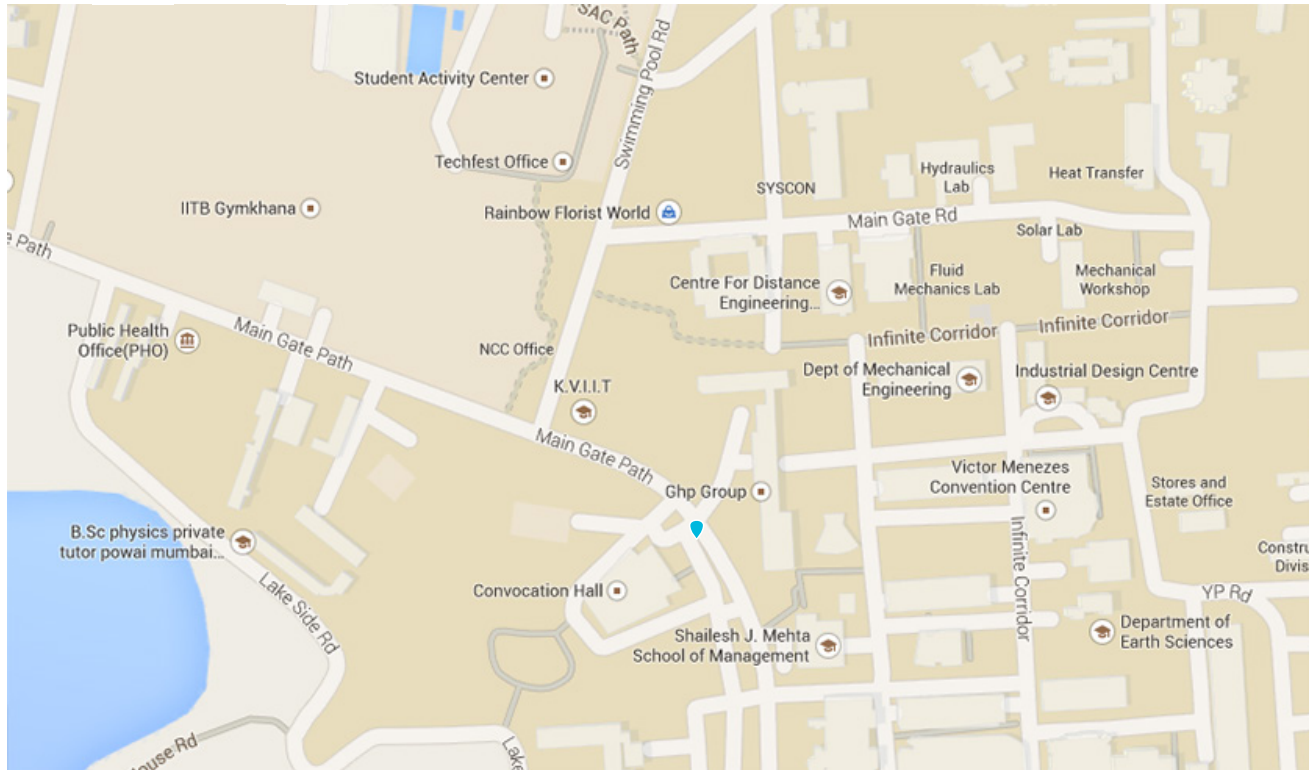 SAC Path
Swimming Pool Rd
Student Activity Center
Techfest Office
Hydraulics
Lab
Heat Transfer
SYSCON
IITB Gymkhana
Rainbow Florist World
Main Gate Rd
Solar Lab
Path
Centre For Distance
Engineering...
Fluid
Mechanics Lab
Mechanical
Workshop
Public Health
Office(PHO)
Main Gate Path
NCC Office
Infinite Corridor
Infinite Corridor
K.V.I.I.T
Dept of Mechanical
Engineering
Industrial Design Centre
Main Gate Path
Ghp Group
Victor Menezes
Convention Centre
Stores and
Estate Office
B.Sc physics private
tutor powai mumbai...
Infinite Corridor
Constru
Divis
Lake Side Rd
Convocation Hall
YP Rd
Shailesh J. Mehta
School of Management
Department of
Earth Sciences
ouse Rd
Lake